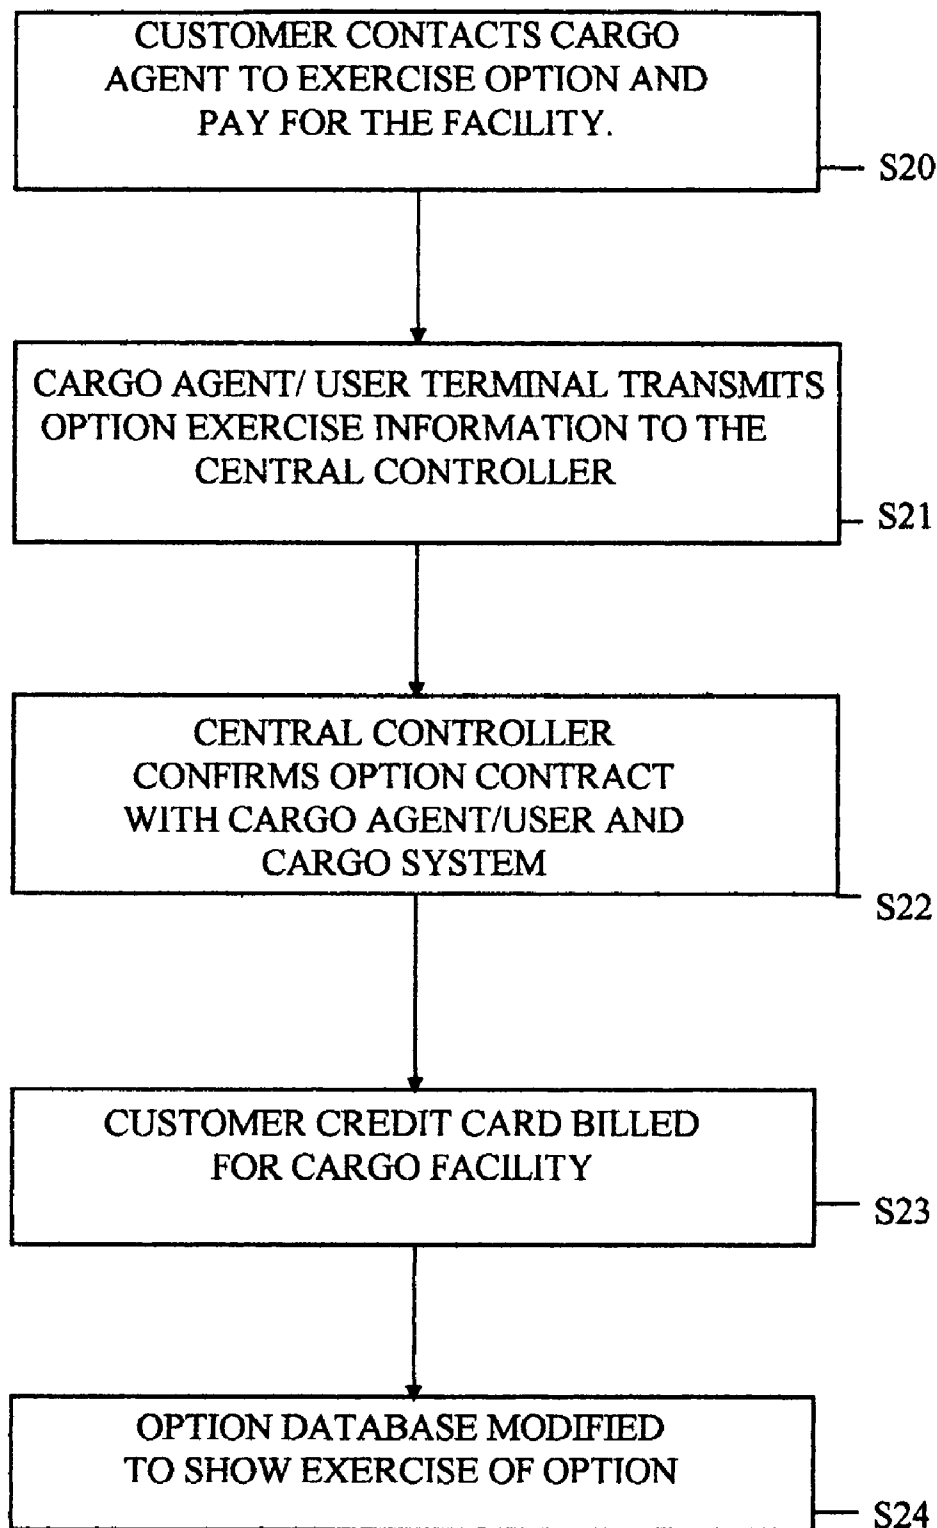 CUSTOMER CONTACTS CARGO
AGENT TO EXERCISE OPTION AND
PAY FOR THE FACILITY.
S20
CARGO AGENT/ USER TERMINAL TRANSMITS
OPTION EXERCISE INFORMATION TO THE
CENTRAL CONTROLLER
S21
CENTRAL CONTROLLER
CONFIRMS OPTION CONTRACT
WITH CARGO AGENT/USER AND
CARGO SYSTEM
S22
CUSTOMER CREDIT CARD BILLED
FOR CARGO FACILITY
S23
OPTION DATABASE MODIFIED
TO SHOW EXERCISE OF OPTION
S24